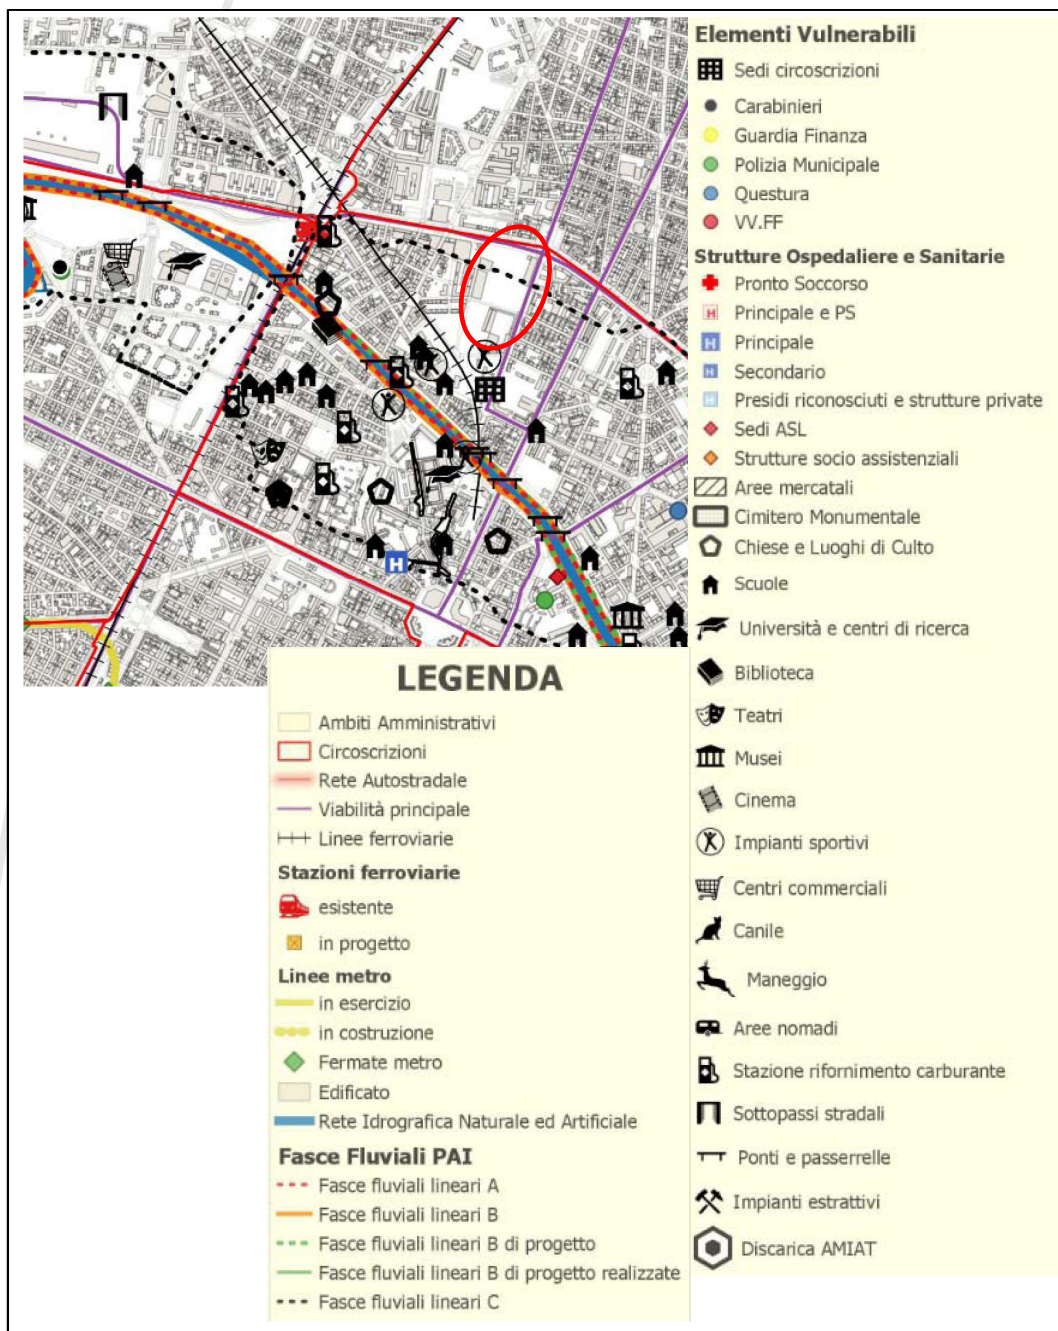 Elementi Vulnerabili
Sedi circoscrizioni
Carabinieri
Guardia Finanza
Polizia Municipale
Questura
VV.FF
Strutture Ospedaliere e Sanitarie
Pronto Soccorso
H Principale e PS
H Principale
H Secondario
H Presidi riconosciuti e strutture private
Sedi ASL
Strutture socio assistenziali
Aree mercatali
Cimitero Monumentale
Chiese e Luoghi di Culto
Scuole
Università e centri di ricerca
Biblioteca
Teatri
Musei
Cinema
Impianti sportivi
Centri commerciali
Canile
Maneggio
Aree nomadi
Stazione rifornimento carburante
Sottopassi stradali
Ponti e passerrelle
Impianti estrattivi
Discarica AMIAT
H
LEGENDA
Ambiti Amministrativi
Circoscrizioni
Rete Autostradale
Viabilità principale
Linee ferroviarie
Stazioni ferroviarie
esistente
in progetto
Linee metro
in esercizio
in costruzione
Fermate metro
Edificato
Rete Idrografica Naturale ed Artificiale
Fasce Fluviali PAI
Fasce fluviali lineari A
Fasce fluviali lineari B
Fasce fluviali lineari B di progetto
Fasce fluviali lineari B di progetto realizzate
Fasce fluviali lineari C